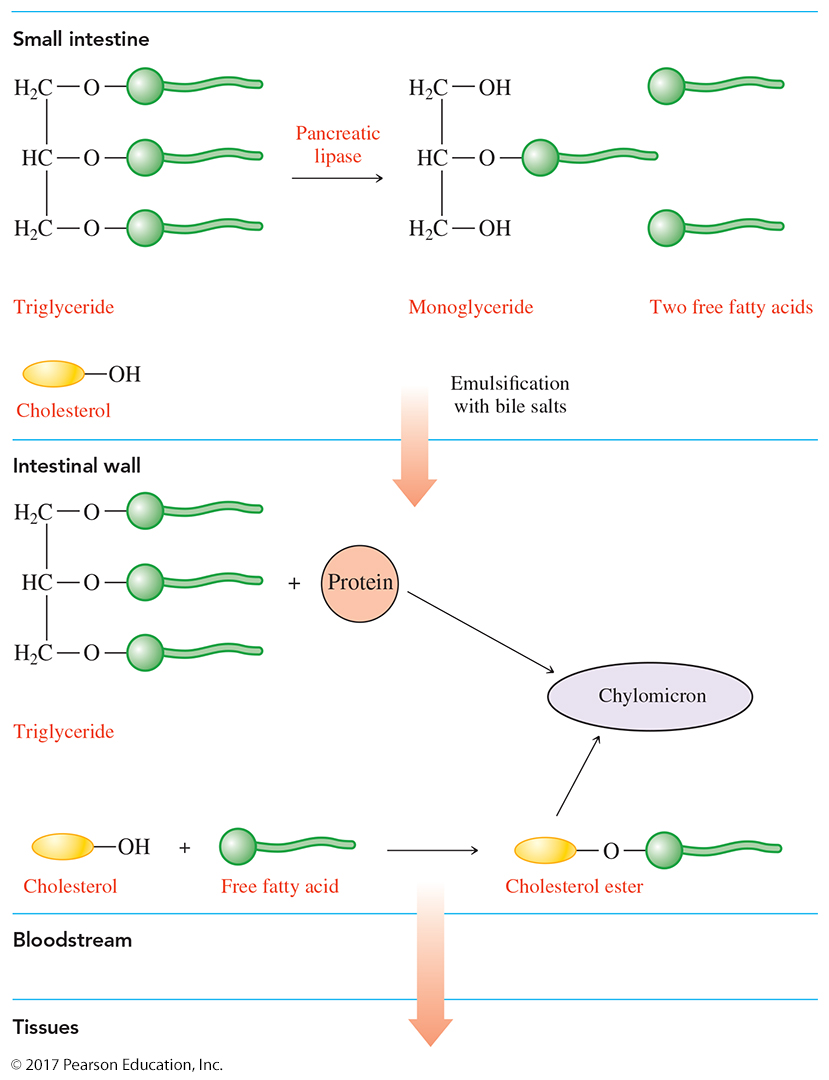 Small intestine
H₂C—O—
HC—O—
H₂C—O—
Pancreatic
lipase
H₂C—OH
HC—O—
H₂C—OH
Triglyceride
Monoglyceride
Two free fatty acids
—OH
Cholesterol
Emulsification
with bile salts
Intestinal wall
H₂C—O—
HC—O—
H₂C—O—
+
Protein
Chylomicron
Triglyceride
—OH
+
—O—
Cholesterol
Free fatty acid
Cholesterol ester
Bloodstream
Tissues
© 2017 Pearson Education, Inc.